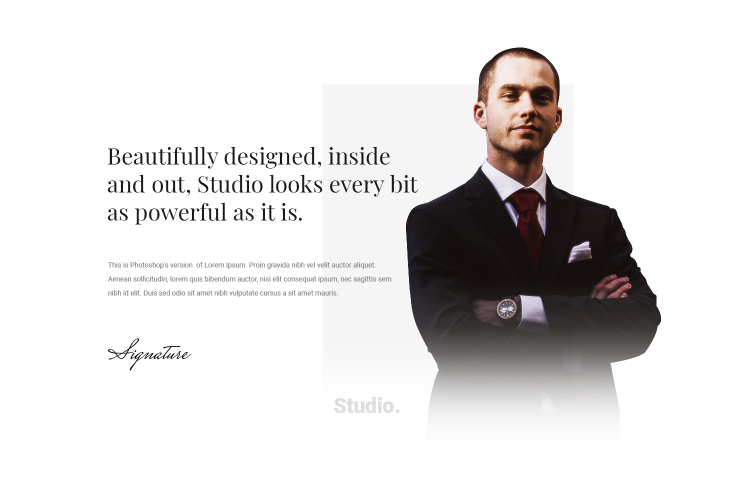 Beautifully designed, inside
and out, Studio looks every bit
as powerful as it is.
This is Photoshop's version of Lorem Ipsum. Proin gravida nibh vel velit auctor aliquet.
Aenean sollicitudin, lorem quis bibendum auctor, nisi elit consequat ipsum, nec sagittis sem
nibh id elit. Duis sed odio sit amet nibh vulputate cursus a sit amet mauris.
Signature
Studio.